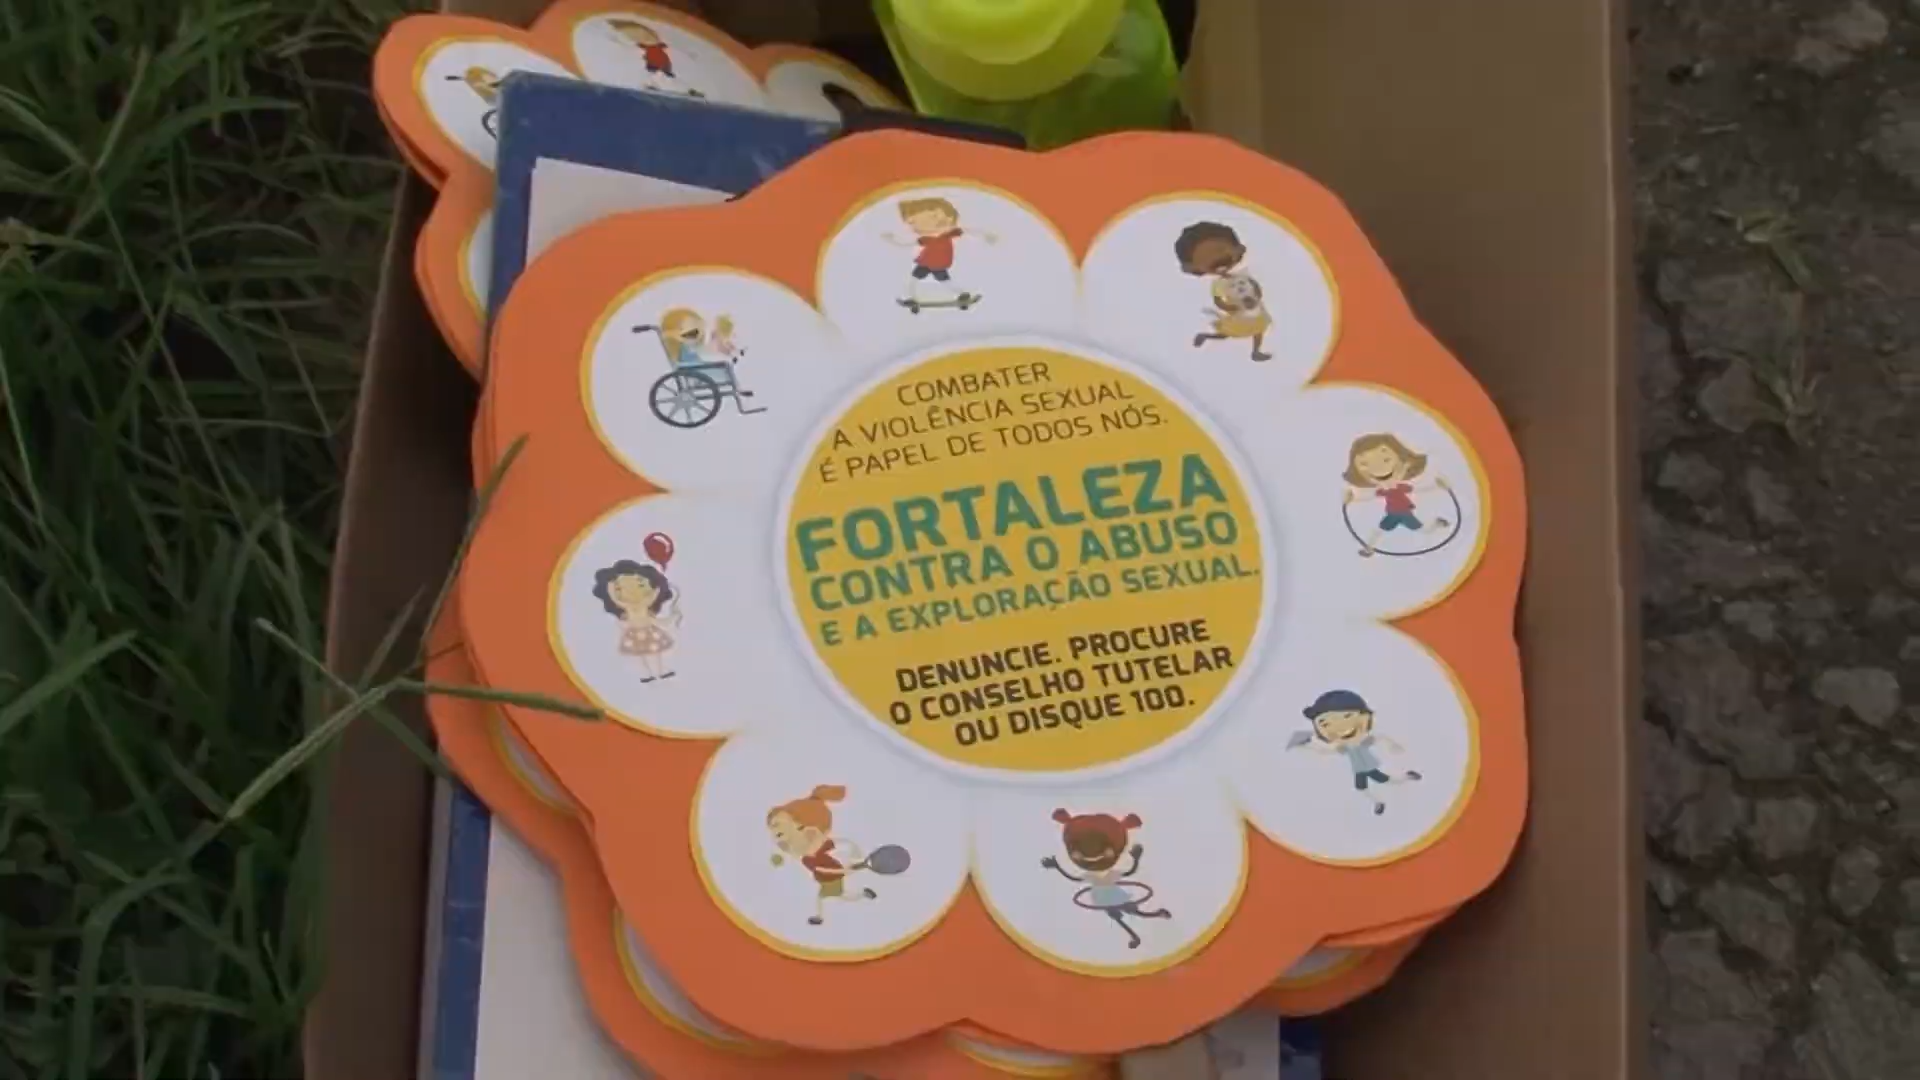 COMBATER
A VIOLÊNCIA SEXUAL
É PAPEL DE TODOS NÓS.
FORTALEZA
CONTRA O ABUSO
E A EXPLORAÇÃO SEXUAL.
DENUNCIE. PROCURE
O CONSELHO TUTELAR
OU DISQUE 100.